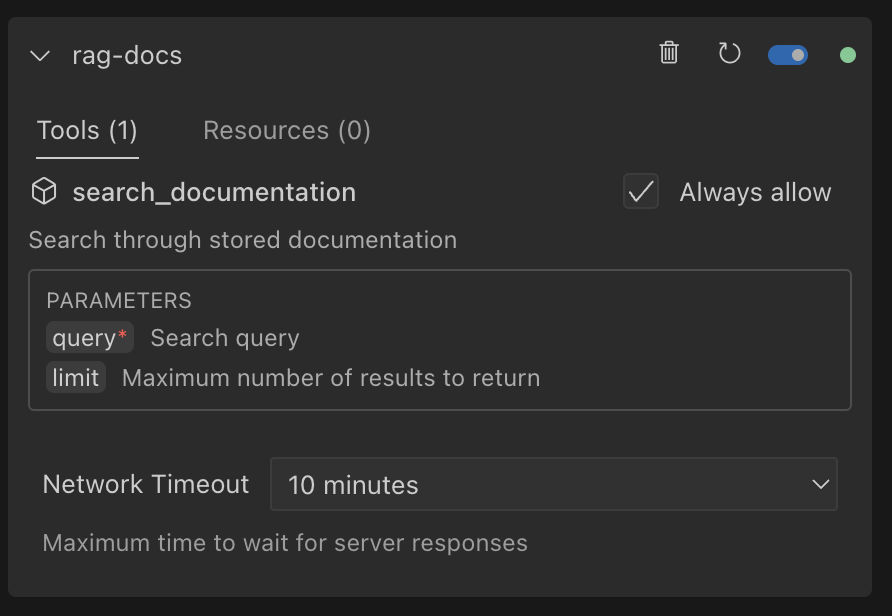 rag-docs
Tools (1) Resources (0)
search_documentation Always allow
Search through stored documentation
PARAMETERS
query* Search query
limit Maximum number of results to return
Network Timeout 10 minutes
Maximum time to wait for server responses